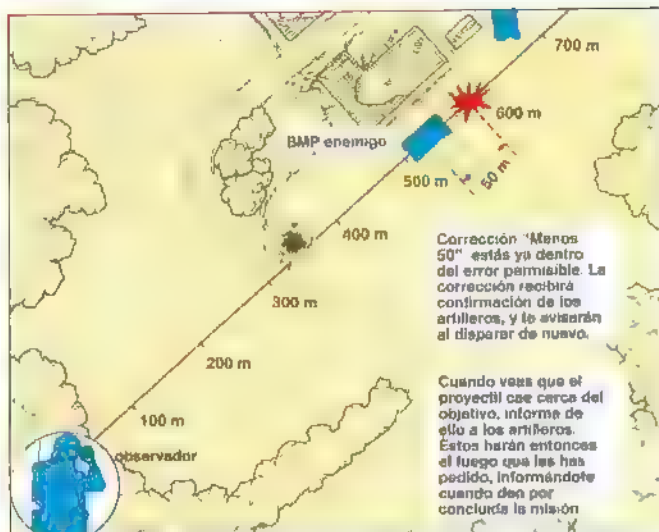 700 m
600 m
BMP enemigo
50 m
500 m
400 m
Corrección "Menos
50" estás ya dentro
del error permisible. La
corrección recibirá
confirmación de los
artilleros, y te avisarán
al disparar de nuevo.
300 m
200 m
Cuando veas que el
proyectil cae cerca del
objetivo, informa de
ello a los artilleros.
Éstos harán entonces
el fuego que les has
pedido, informándote
cuando den por
concluida la misión
100 m
observador